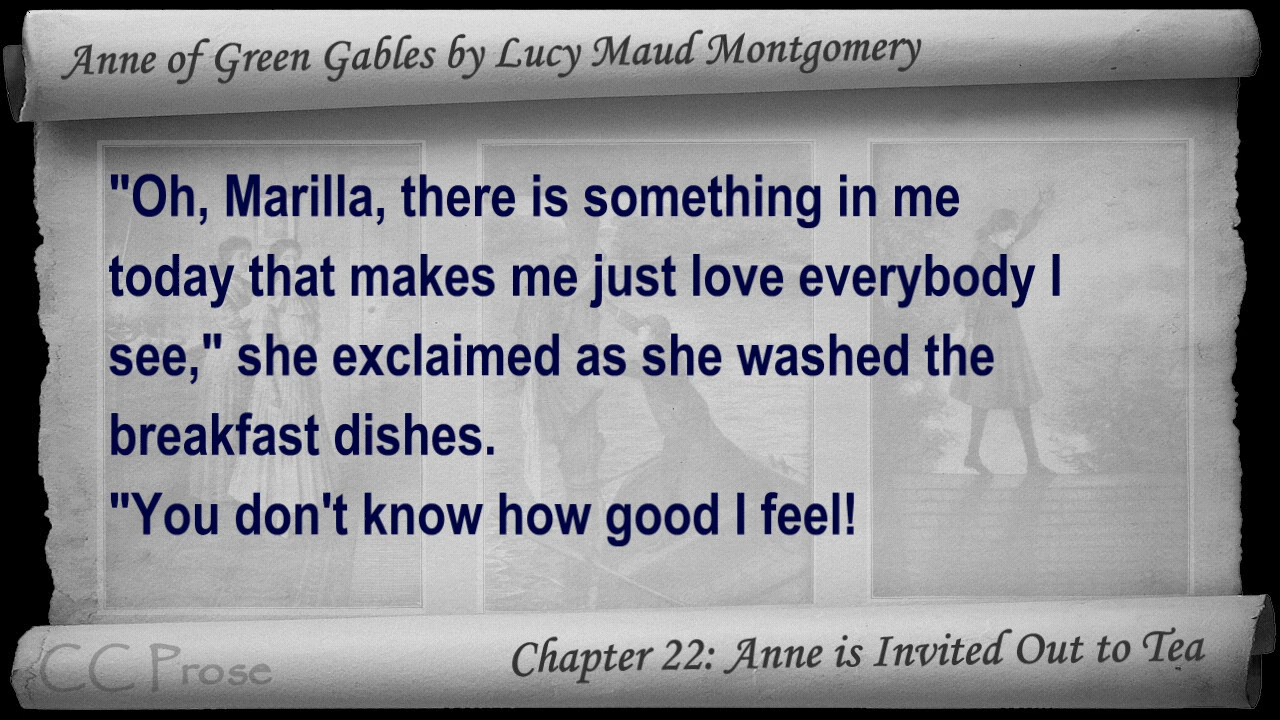 Anne of Green Gables by Lucy Maud Montgomery
"Oh, Marilla, there is something in me
today that makes me just love everybody I
see," she exclaimed as she washed the
breakfast dishes.
"You don't know how good I feel!
CC Prose
Chapter 22: Anne is Invited Out to Tea